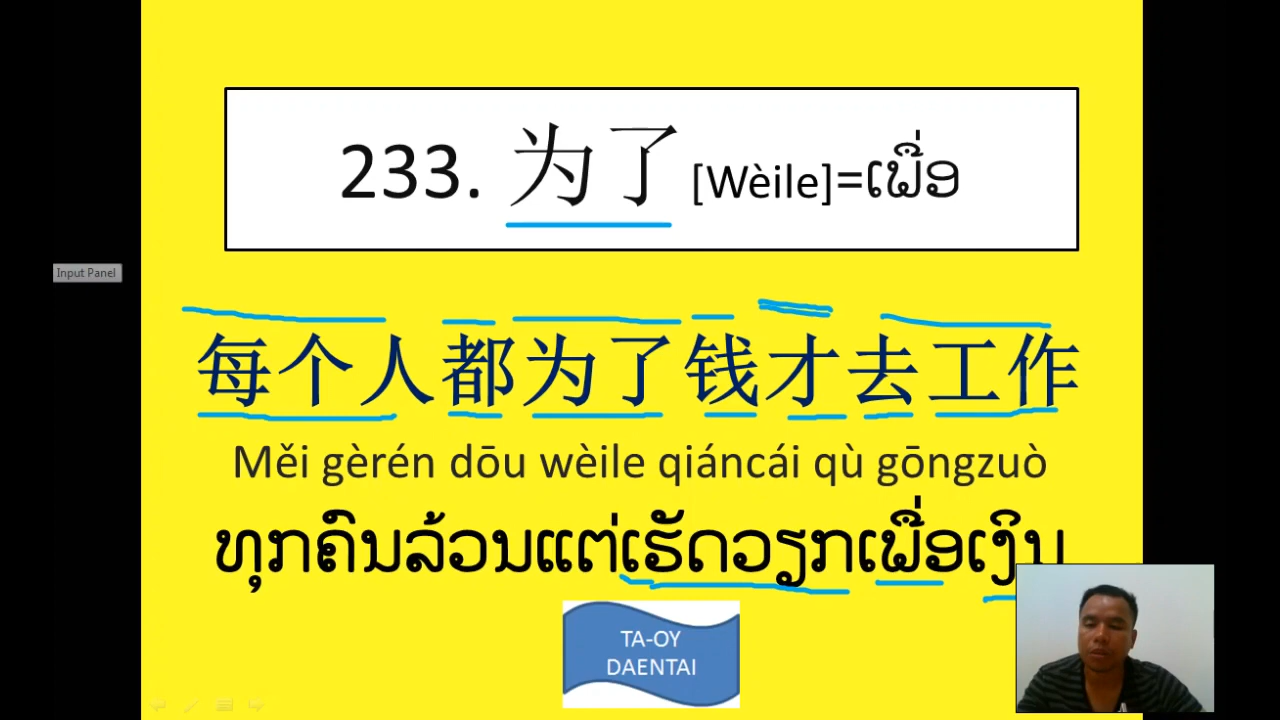 233. 为了 [Wèile]=ເພື່ອ
Input Panel
每个人都为了钱才去工作
Měi gèrén dōu wèile qiáncái qù gōngzuò
ທຸກຄົນລ້ວນແຕ່ເຮັດວຽກເພື່ອເງິນ
TA-OY
DAENTAI